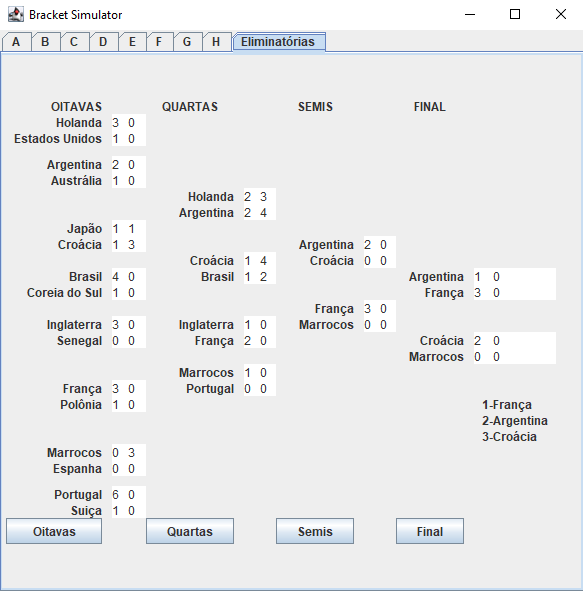 Bracket Simulator
A B C D E F G H Eliminatórias
OITAVAS QUARTAS SEMIS FINAL
Holanda 3 0
Estados Unidos 1 0
Argentina 2 0
Austrália 1 0
Holanda 2 3
Argentina 2 4
Japão 1 1
Croácia 1 3
Argentina 2 0
Croácia 0 0
Croácia 1 4
Brasil 1 2
Brasil 4 0
Coreia do Sul 1 0
Argentina 1 0
França 3 0
França 3 0
Marrocos 0 0
Inglaterra 3 0
Senegal 0 0
Inglaterra 1 0
França 2 0
Croácia 2 0
Marrocos 0 0
Marrocos 1 0
Portugal 0 0
França 3 0
Polônia 1 0
1-França
2-Argentina
3-Croácia
Marrocos 0 3
Espanha 0 0
Portugal 6 0
Suiça 1 0
Oitavas Quartas Semis Final